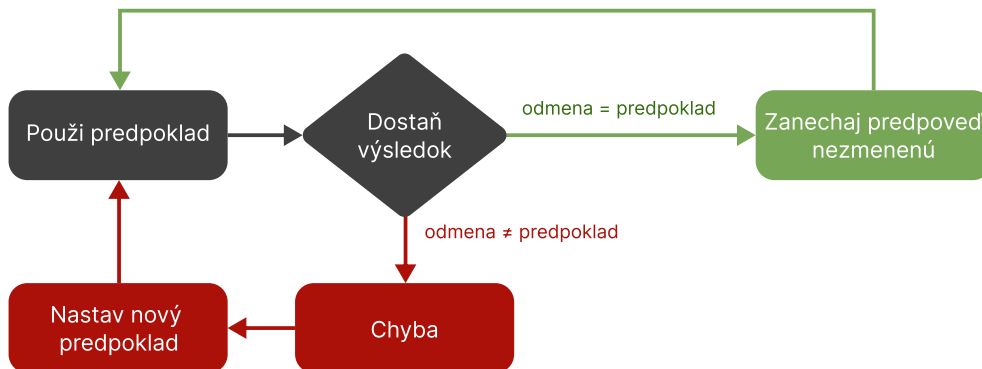 Použi predpoklad
Dostaň
výsledok
odmena = predpoklad
Zanechaj predpoveď
nezmenenú
odmena ≠ predpoklad
Nastav nový
predpoklad
Chyba